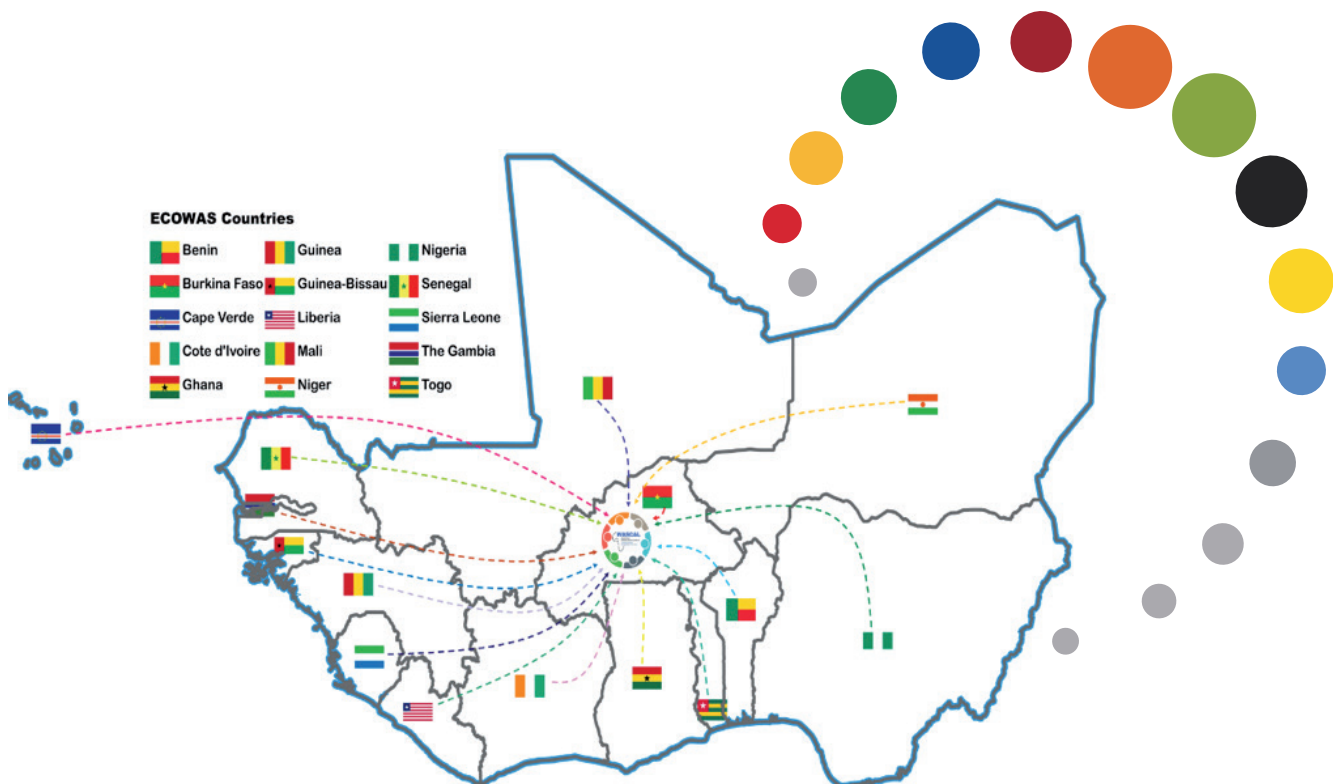 ECOWAS Countries
Benin Guinea Nigeria
Burkina Faso Guinea-Bissau Senegal
Cape Verde Liberia Sierra Leone
Cote d'Ivoire Mali The Gambia
Ghana Niger Togo
WASCAL